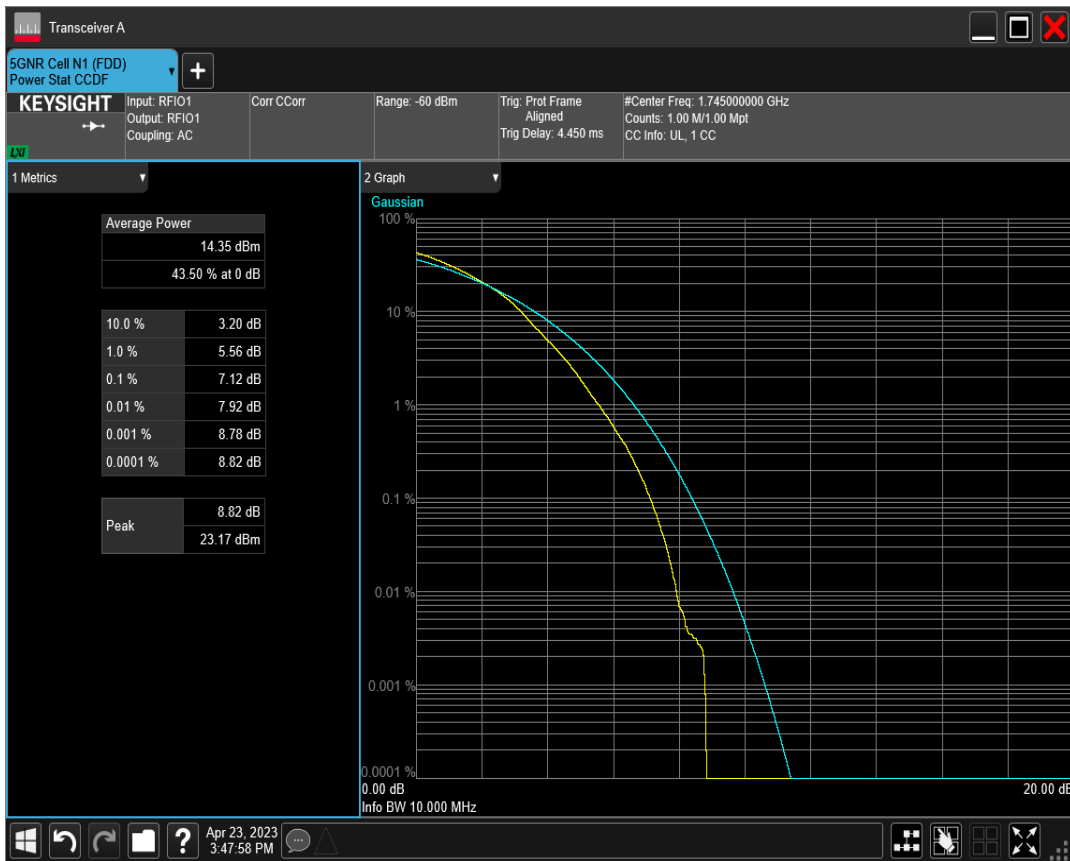 Transceiver A
5GNR Cell N1 (FDD)
Power Stat CCDF
KEYSIGHT
LXI
Input: RFIO1
Output: RFIO1
Coupling: AC
Corr CCorr
Range: -60 dBm
Trig: Prot Frame
Aligned
Trig Delay: 4.450 ms
#Center Freq: 1.745000000 GHz
Counts: 1.00 M/1.00 Mpt
CC Info: UL, 1 CC
1 Metrics
Average Power
14.35 dBm
43.50 % at 0 dB
10.0 % 3.20 dB
1.0 % 5.56 dB
0.1 % 7.12 dB
0.01 % 7.92 dB
0.001 % 8.78 dB
0.0001 % 8.82 dB
Peak 8.82 dB
23.17 dBm
2 Graph
Gaussian
100 %
10 %
1 %
0.1 %
0.01 %
0.001 %
0.0001 %
0.00 dB 20.00 dB
Info BW 10.000 MHz
?
Apr 23, 2023
3:47:58 PM